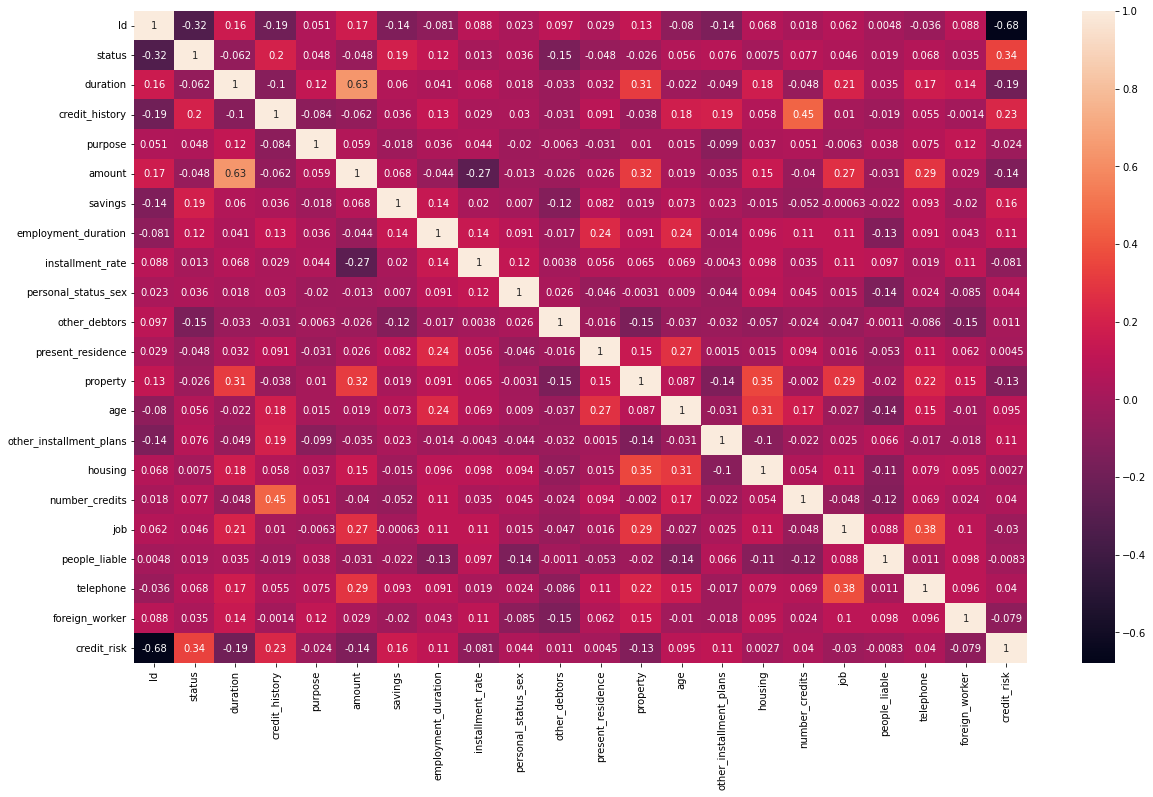 Id 1 -0.32 0.16 -0.19 0.051 0.17 -0.14 -0.081 0.088 0.023 0.097 0.029 0.13 -0.08 -0.14 0.068 0.018 0.062 0.0048 -0.036 0.088 -0.68
status -0.32 1 -0.062 0.2 0.048 -0.048 0.19 0.12 0.013 0.036 -0.15 -0.048 -0.026 0.056 0.076 0.0075 0.077 0.046 0.019 0.068 0.035 0.34
duration 0.16 -0.062 1 -0.1 0.12 0.63 0.06 0.041 0.068 0.018 -0.033 0.032 0.31 -0.022 -0.049 0.18 -0.048 0.21 0.035 0.17 0.14 -0.19
credit_history -0.19 0.2 -0.1 1 -0.084 -0.062 0.036 0.13 0.029 0.03 -0.031 0.091 -0.038 0.18 0.19 0.058 0.45 0.01 -0.019 0.055 -0.0014 0.23
purpose 0.051 0.048 0.12 -0.084 1 0.059 -0.018 0.036 0.044 -0.02 -0.0063 -0.031 0.01 0.015 -0.099 0.037 0.051 -0.0063 0.038 0.075 0.12 -0.024
amount 0.17 -0.048 0.63 -0.062 0.059 1 0.068 -0.044 -0.27 -0.013 -0.026 0.026 0.32 0.019 -0.035 0.15 -0.04 0.27 -0.031 0.29 0.029 -0.14
savings -0.14 0.19 0.06 0.036 -0.018 0.068 1 0.14 0.02 0.007 -0.12 0.082 0.019 0.073 0.023 -0.015 -0.052 -0.00063 -0.022 0.093 -0.02 0.16
employment_duration -0.081 0.12 0.041 0.13 0.036 -0.044 0.14 1 0.14 0.091 -0.017 0.24 0.091 0.24 -0.014 0.096 0.11 0.11 -0.13 0.091 0.043 0.11
installment_rate 0.088 0.013 0.068 0.029 0.044 -0.27 0.02 0.14 1 0.12 0.0038 0.056 0.065 0.069 -0.0043 0.098 0.035 0.11 0.097 0.019 0.11 -0.081
personal_status_sex 0.023 0.036 0.018 0.03 -0.02 -0.013 0.007 0.091 0.12 1 0.026 -0.046 -0.0031 0.009 -0.044 0.094 0.045 0.015 -0.14 0.024 -0.085 0.044
other_debtors 0.097 -0.15 -0.033 -0.031 -0.0063 -0.026 -0.12 -0.017 0.0038 0.026 1 -0.016 -0.15 -0.037 -0.032 -0.057 -0.024 -0.047 -0.0011 -0.086 -0.15 0.011
present_residence 0.029 -0.048 0.032 0.091 -0.031 0.026 0.082 0.24 0.056 -0.046 -0.016 1 0.15 0.27 0.0015 0.015 0.094 0.016 -0.053 0.11 0.062 0.0045
property 0.13 -0.026 0.31 -0.038 0.01 0.32 0.019 0.091 0.065 -0.0031 -0.15 0.15 1 0.087 -0.14 0.35 -0.002 0.29 -0.02 0.22 0.15 -0.13
age -0.08 0.056 -0.022 0.18 0.015 0.019 0.073 0.24 0.069 0.009 -0.037 0.27 0.087 1 -0.031 0.31 0.17 -0.027 -0.14 0.15 -0.01 0.095
other_installment_plans -0.14 0.076 -0.049 0.19 -0.099 -0.035 0.023 -0.014 -0.0043 -0.044 -0.032 0.0015 -0.14 -0.031 1 -0.1 -0.022 0.025 0.066 -0.017 -0.018 0.11
housing 0.068 0.0075 0.18 0.058 0.037 0.15 -0.015 0.096 0.098 0.094 -0.057 0.015 0.35 0.31 -0.1 1 0.054 0.11 -0.11 0.079 0.095 0.0027
number_credits 0.018 0.077 -0.048 0.45 0.051 -0.04 -0.052 0.11 0.035 0.045 -0.024 0.094 -0.002 0.17 -0.022 0.054 1 -0.048 -0.12 0.069 0.024 0.04
job 0.062 0.046 0.21 0.01 -0.0063 0.27 -0.00063 0.11 0.11 0.015 -0.047 0.016 0.29 -0.027 0.025 0.11 -0.048 1 0.088 0.38 0.1 -0.03
people_liable 0.0048 0.019 0.035 -0.019 0.038 -0.031 -0.022 -0.13 0.097 -0.14 -0.0011 -0.053 -0.02 -0.14 0.066 -0.11 -0.12 0.088 1 0.011 0.098 -0.0083
telephone -0.036 0.068 0.17 0.055 0.075 0.29 0.093 0.091 0.019 0.024 -0.086 0.11 0.22 0.15 -0.017 0.079 0.069 0.38 0.011 1 0.096 0.04
foreign_worker 0.088 0.035 0.14 -0.0014 0.12 0.029 -0.02 0.043 0.11 -0.085 -0.15 0.062 0.15 -0.01 -0.018 0.095 0.024 0.1 0.098 0.096 1 -0.079
credit_risk -0.68 0.34 -0.19 0.23 -0.024 -0.14 0.16 0.11 -0.081 0.044 0.011 0.0045 -0.13 0.095 0.11 0.0027 0.04 -0.03 -0.0083 0.04 -0.079 1
Id
status
duration
credit_history
purpose
amount
savings
employment_duration
installment_rate
personal_status_sex
other_debtors
present_residence
property
age
other_installment_plans
housing
number_credits
job
people_liable
telephone
foreign_worker
credit_risk
1.0
0.8
0.6
0.4
0.2
0.0
−0.2
−0.4
−0.6